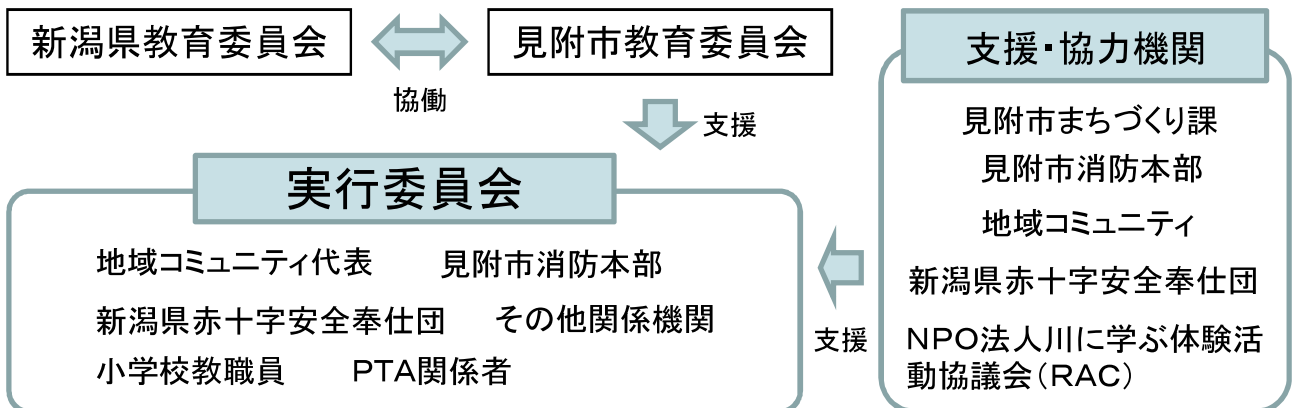 新潟県教育委員会
協働
見附市教育委員会
支援
実行委員会
地域コミュニティ代表
見附市消防本部
新潟県赤十字安全奉仕団
その他関係機関
小学校教職員
PTA関係者
支援
支援・協力機関
見附市まちづくり課
見附市消防本部
地域コミュニティ
新潟県赤十字安全奉仕団
NPO法人川に学ぶ体験活
動協議会(RAC)